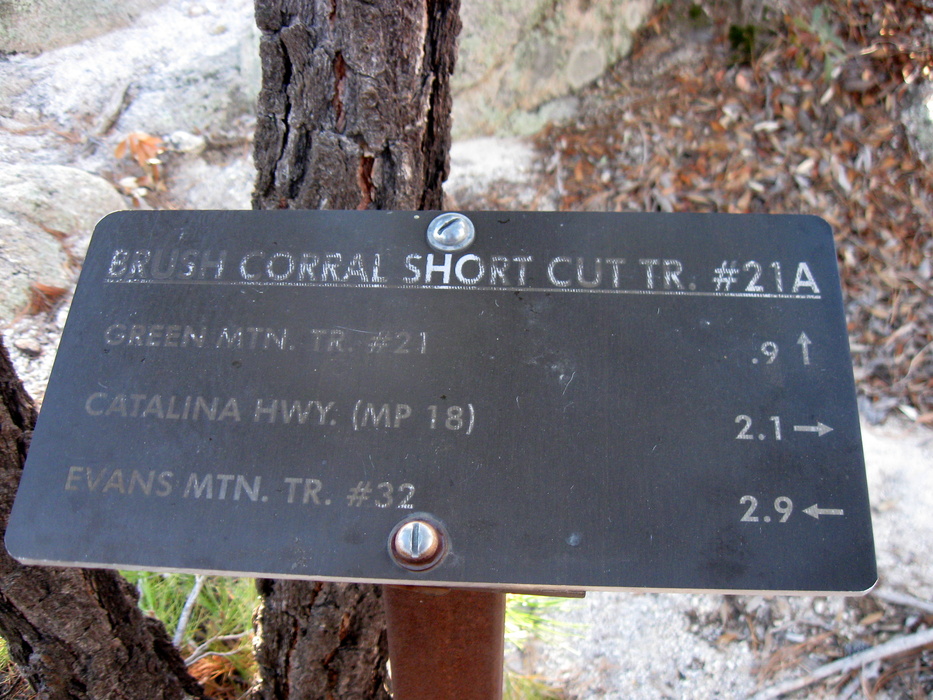 BRUSH CORRAL SHORT CUT TR. #21A
GREEN MTN. TR. #21 .9 ↑
CATALINA HWY. (MP 18) 2.1 →
EVANS MTN. TR. #32 2.9 ←